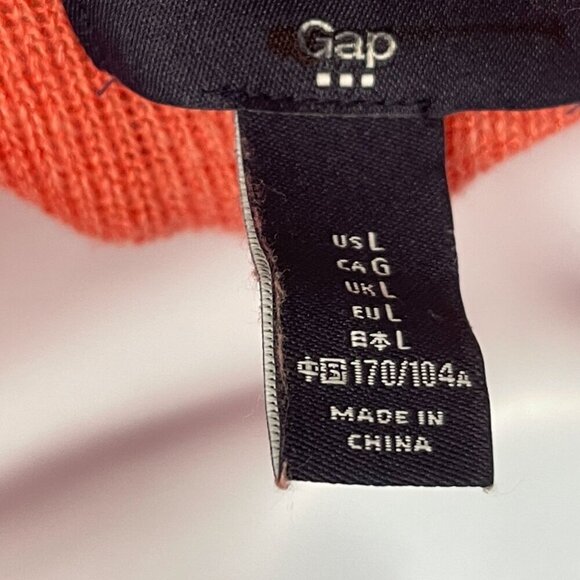 Gap
US L
CA G
UK L
EU L
日本 L
中国 170/104A
MADE IN
CHINA